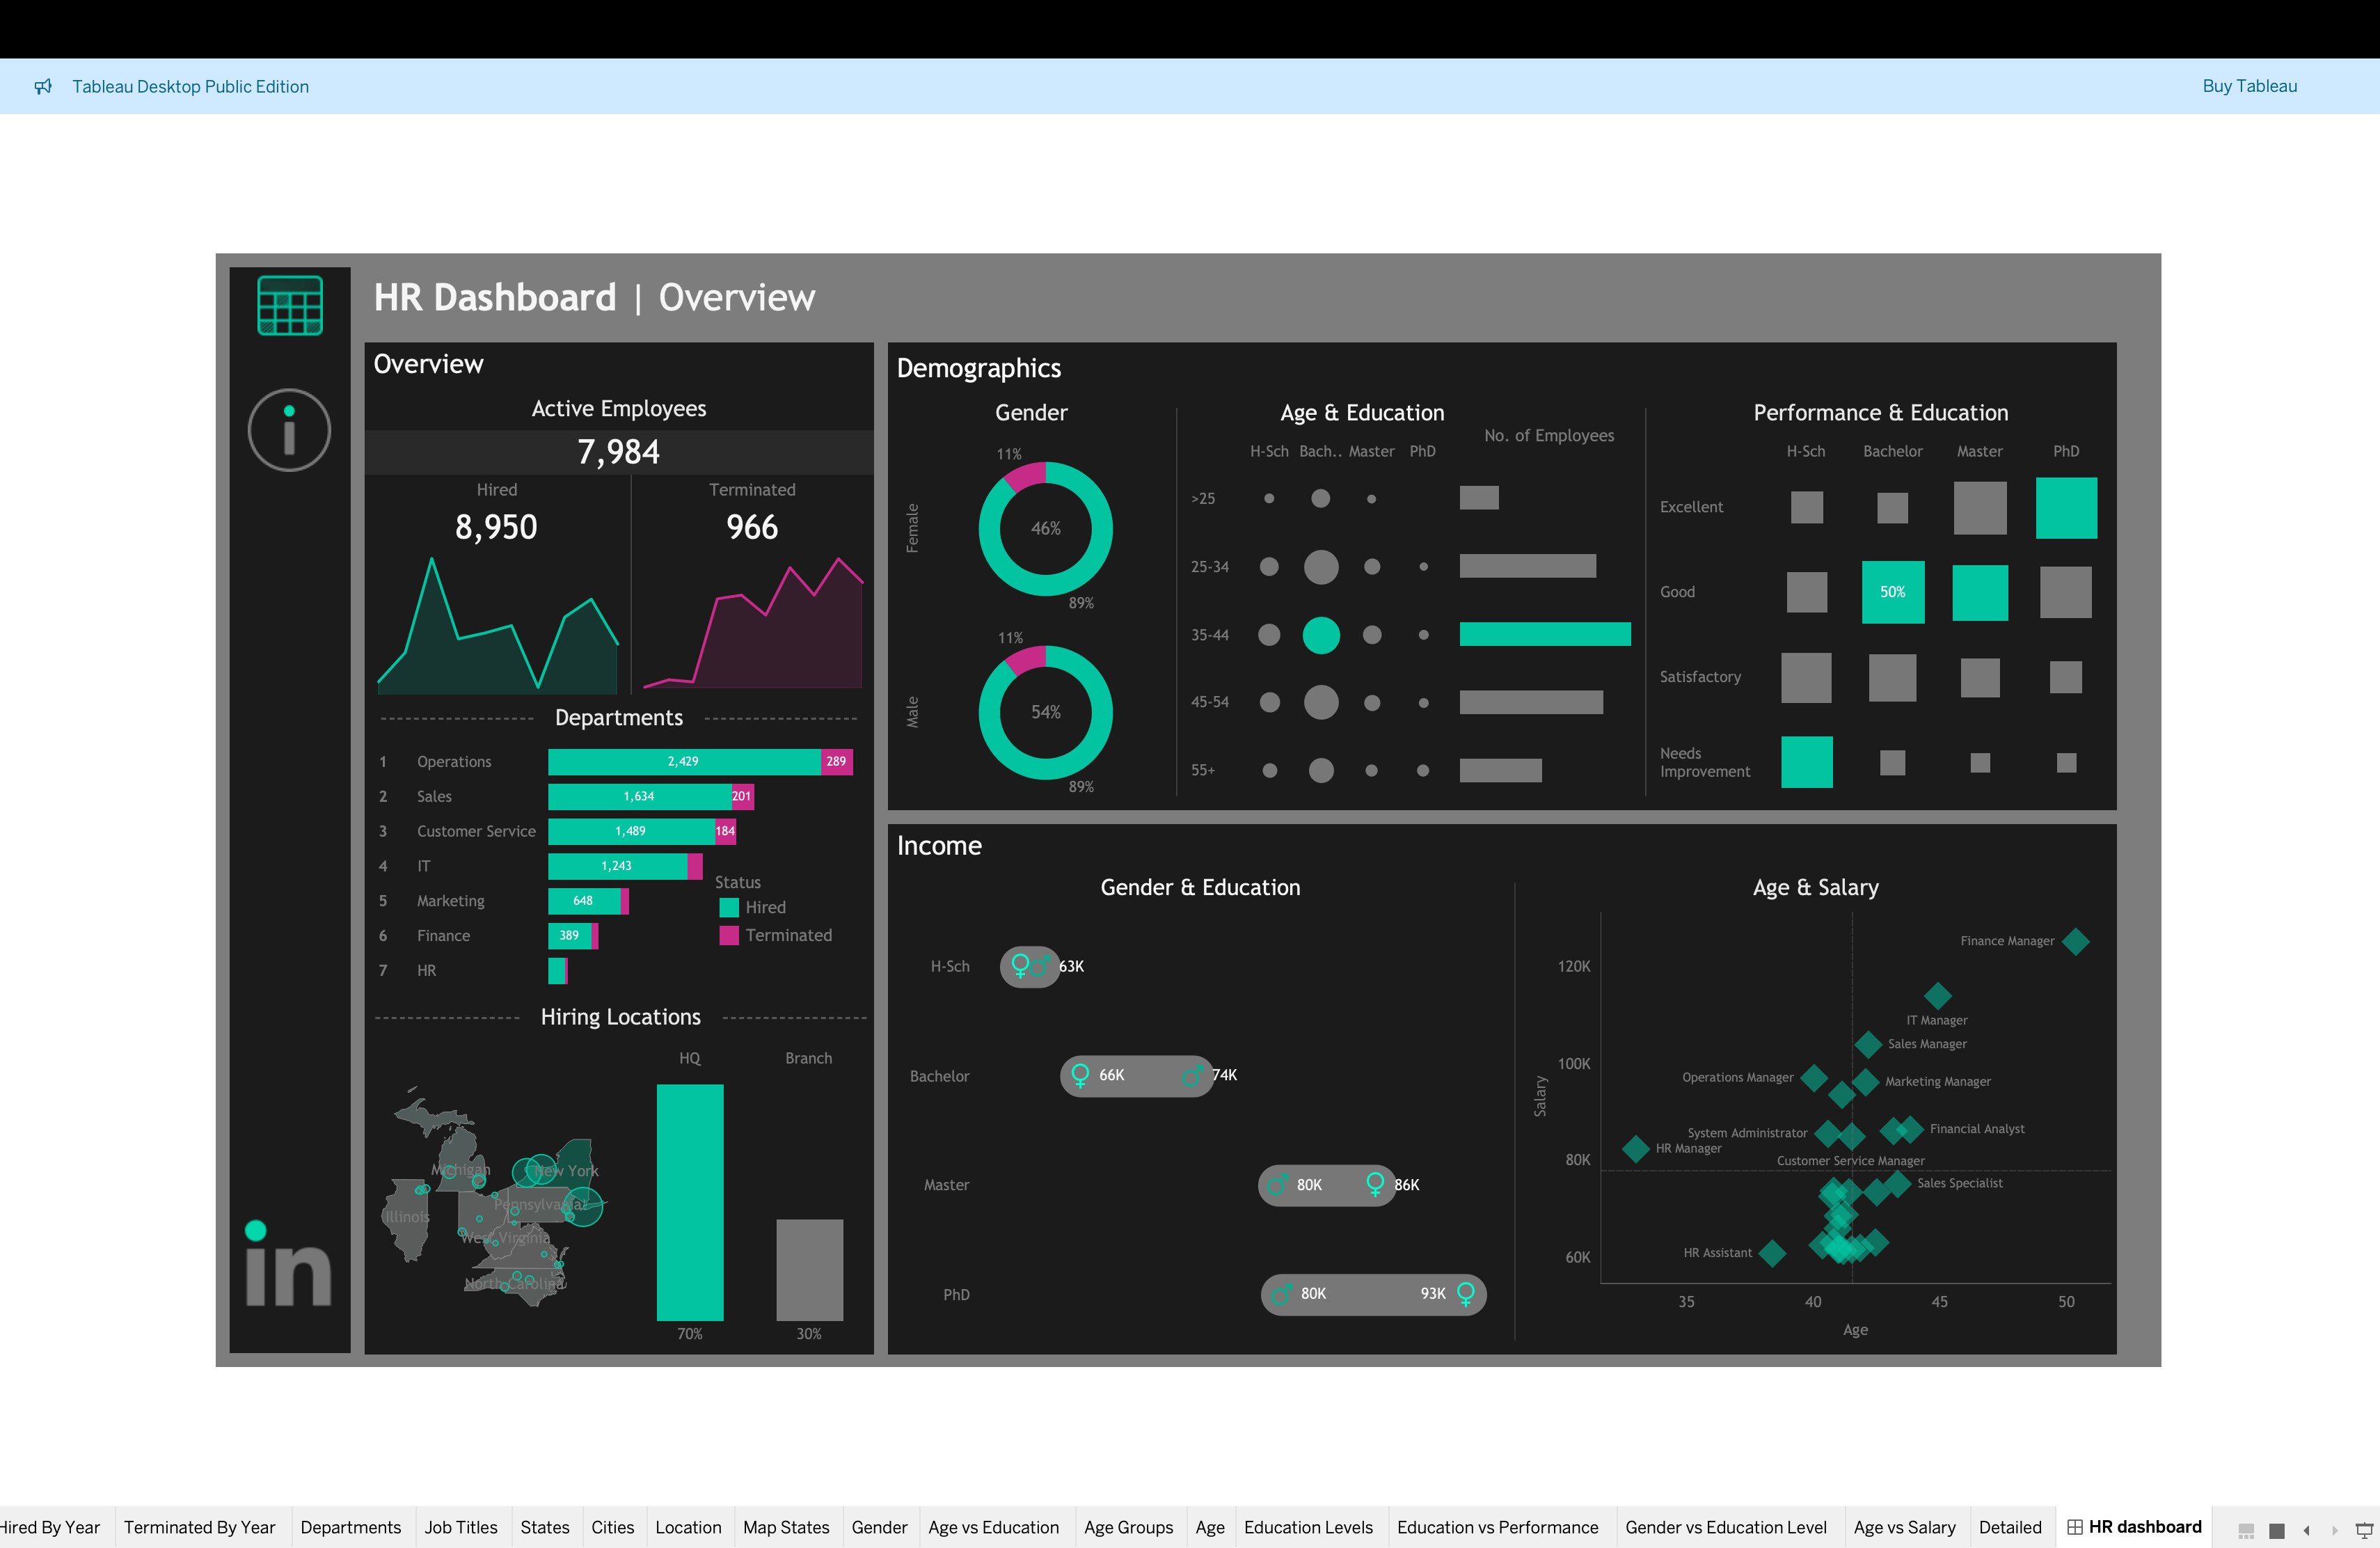 Tableau Desktop Public Edition
Buy Tableau
HR Dashboard | Overview
Overview
Active Employees
7,984
Hired
Terminated
8,950
966
Departments
1 Operations 2,429 289
2 Sales 1,634 201
3 Customer Service 1,489 184
4 IT 1,243
5 Marketing 648
6 Finance 389
7 HR
Status
Hired
Terminated
Hiring Locations
HQ
Branch
Michigan
New York
Illinois
West Virginia
North Carolina
70%
30%
Demographics
Gender
Female
11%
46%
89%
Male
11%
54%
89%
Age & Education
No. of Employees
H-Sch Bach.. Master PhD
>25
25-34
35-44
45-54
55+
Performance & Education
H-Sch Bachelor Master PhD
Excellent
Good
50%
Satisfactory
Needs
Improvement
Income
Gender & Education
H-Sch 63K
Bachelor 66K 74K
Master 80K 86K
PhD 80K 93K
Age & Salary
Salary
120K
100K
80K
60K
Finance Manager
IT Manager
Sales Manager
Operations Manager
Marketing Manager
System Administrator
Financial Analyst
HR Manager
Customer Service Manager
Sales Specialist
HR Assistant
35 40 45 50
Age
in
Hired By Year
Terminated By Year
Departments
Job Titles
States
Cities
Location
Map States
Gender
Age vs Education
Age Groups
Age
Education Levels
Education vs Performance
Gender vs Education Level
Age vs Salary
Detailed
HR dashboard